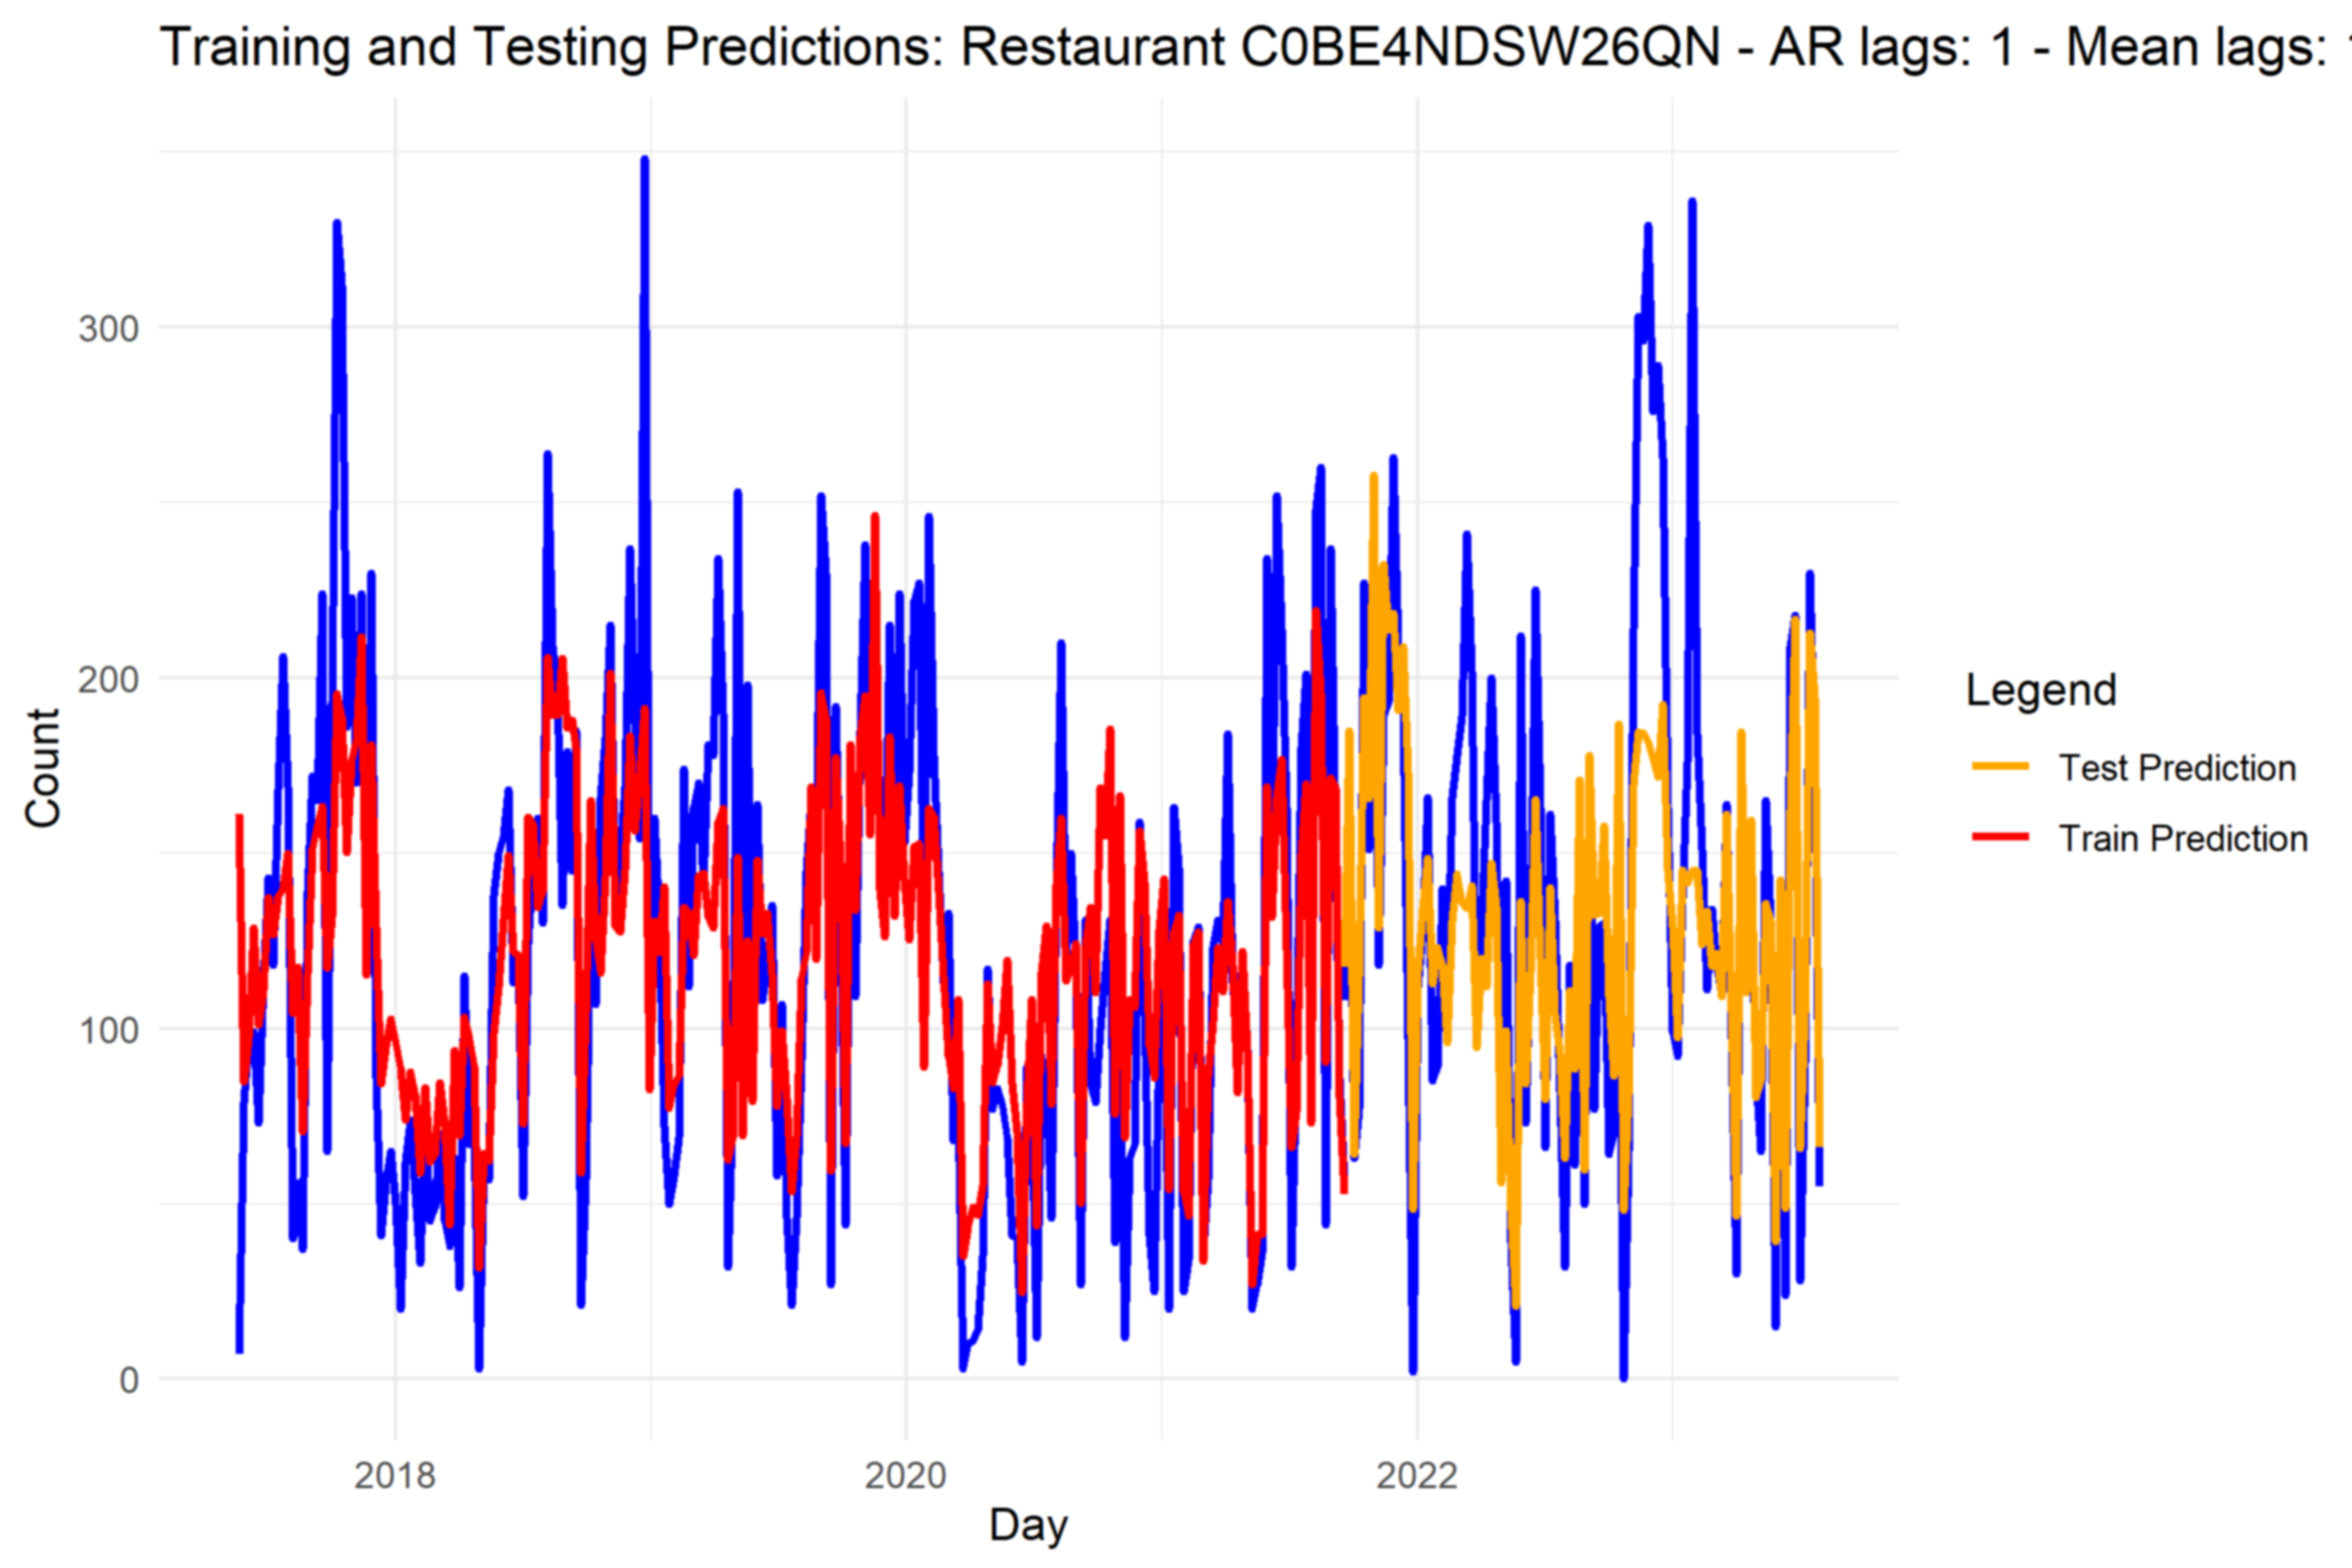 Training and Testing Predictions: Restaurant C0BE4NDSW26QN - AR lags: 1 - Mean lags:
300
200
100
0
Count
2018
2020
2022
Day
Legend
Test Prediction
Train Prediction